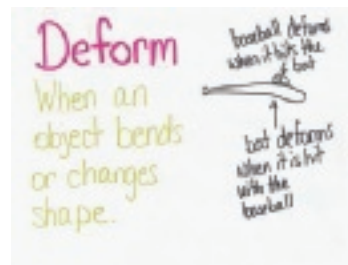 Deform
When an
object bends
or changes
shape.
baseball deforms
when it hits the
bat
bat deforms
when it is hit
with the
baseball